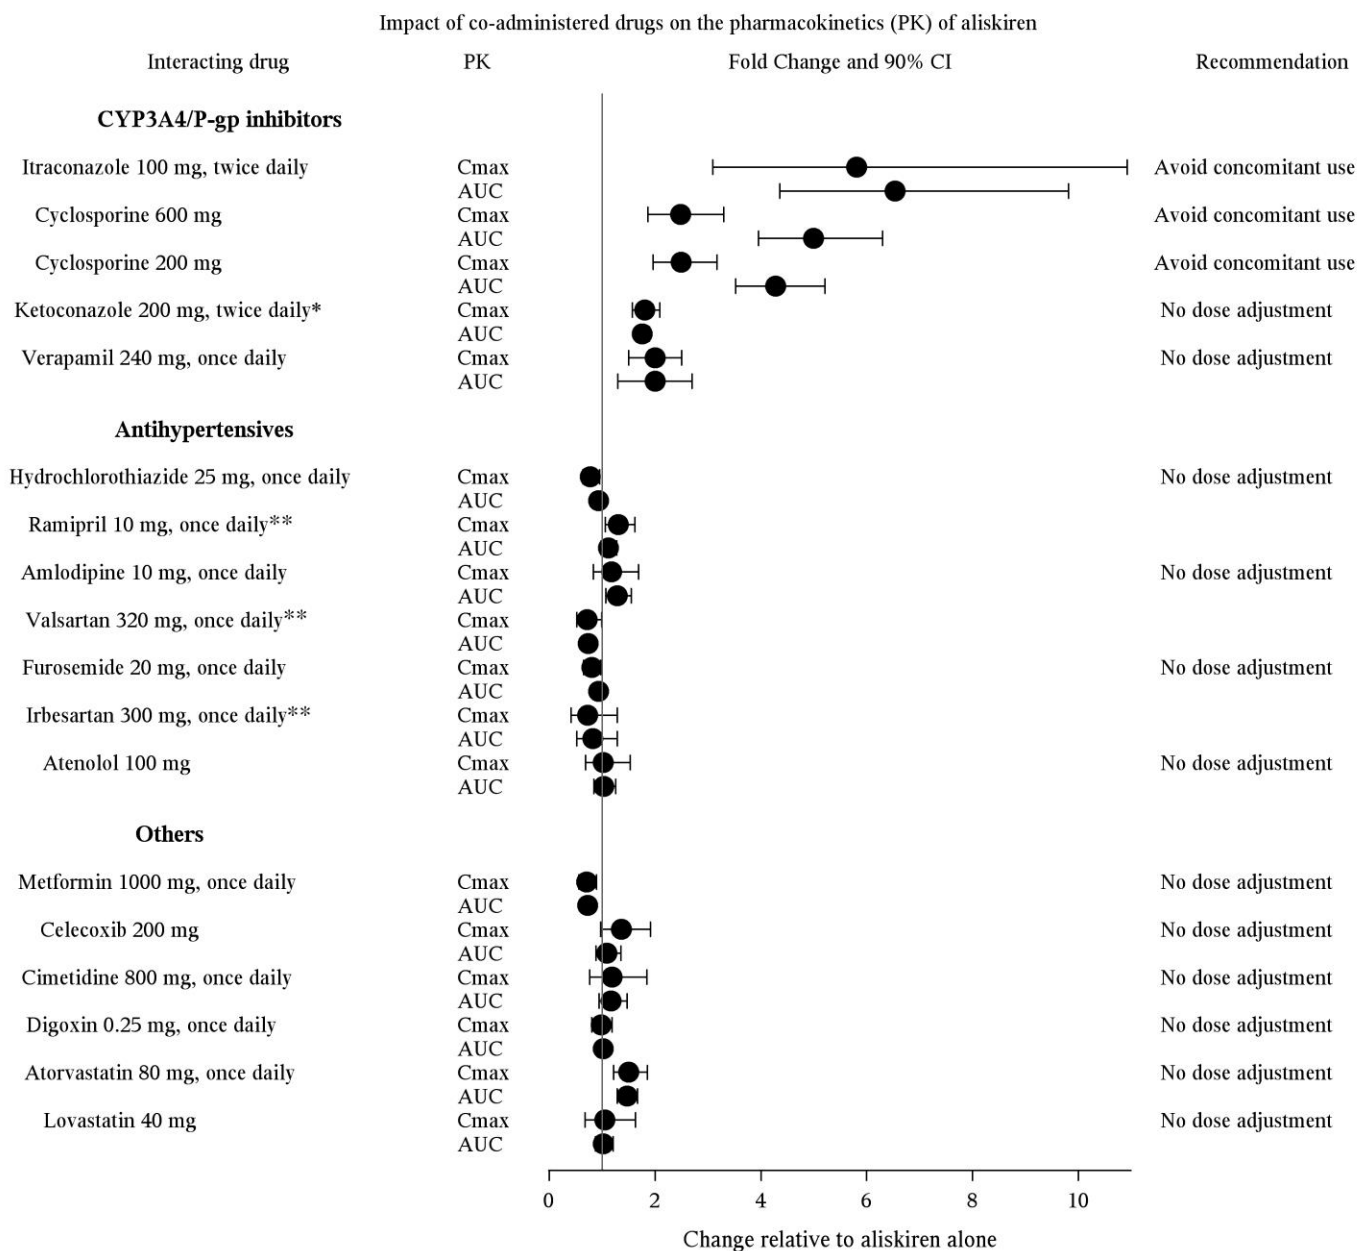 Impact of co-administered drugs on the pharmacokinetics (PK) of aliskiren
Interacting drug PK Fold Change and 90% CI Recommendation
CYP3A4/P-gp inhibitors
Itraconazole 100 mg, twice daily Cmax Avoid concomitant use
AUC
Cyclosporine 600 mg Cmax Avoid concomitant use
AUC
Cyclosporine 200 mg Cmax Avoid concomitant use
AUC
Ketoconazole 200 mg, twice daily* Cmax No dose adjustment
AUC
Verapamil 240 mg, once daily Cmax No dose adjustment
AUC
Antihypertensives
Hydrochlorothiazide 25 mg, once daily Cmax No dose adjustment
AUC
Ramipril 10 mg, once daily** Cmax
AUC
Amlodipine 10 mg, once daily Cmax No dose adjustment
AUC
Valsartan 320 mg, once daily** Cmax
AUC
Furosemide 20 mg, once daily Cmax No dose adjustment
AUC
Irbesartan 300 mg, once daily** Cmax
AUC
Atenolol 100 mg Cmax No dose adjustment
AUC
Others
Metformin 1000 mg, once daily Cmax No dose adjustment
AUC
Celecoxib 200 mg Cmax No dose adjustment
AUC
Cimetidine 800 mg, once daily Cmax No dose adjustment
AUC
Digoxin 0.25 mg, once daily Cmax No dose adjustment
AUC
Atorvastatin 80 mg, once daily Cmax No dose adjustment
AUC
Lovastatin 40 mg Cmax No dose adjustment
AUC
0 2 4 6 8 10
Change relative to aliskiren alone